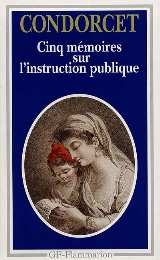 CONDORCET
Cinq mémoires
sur
l'instruction publique
GF-Flammarion